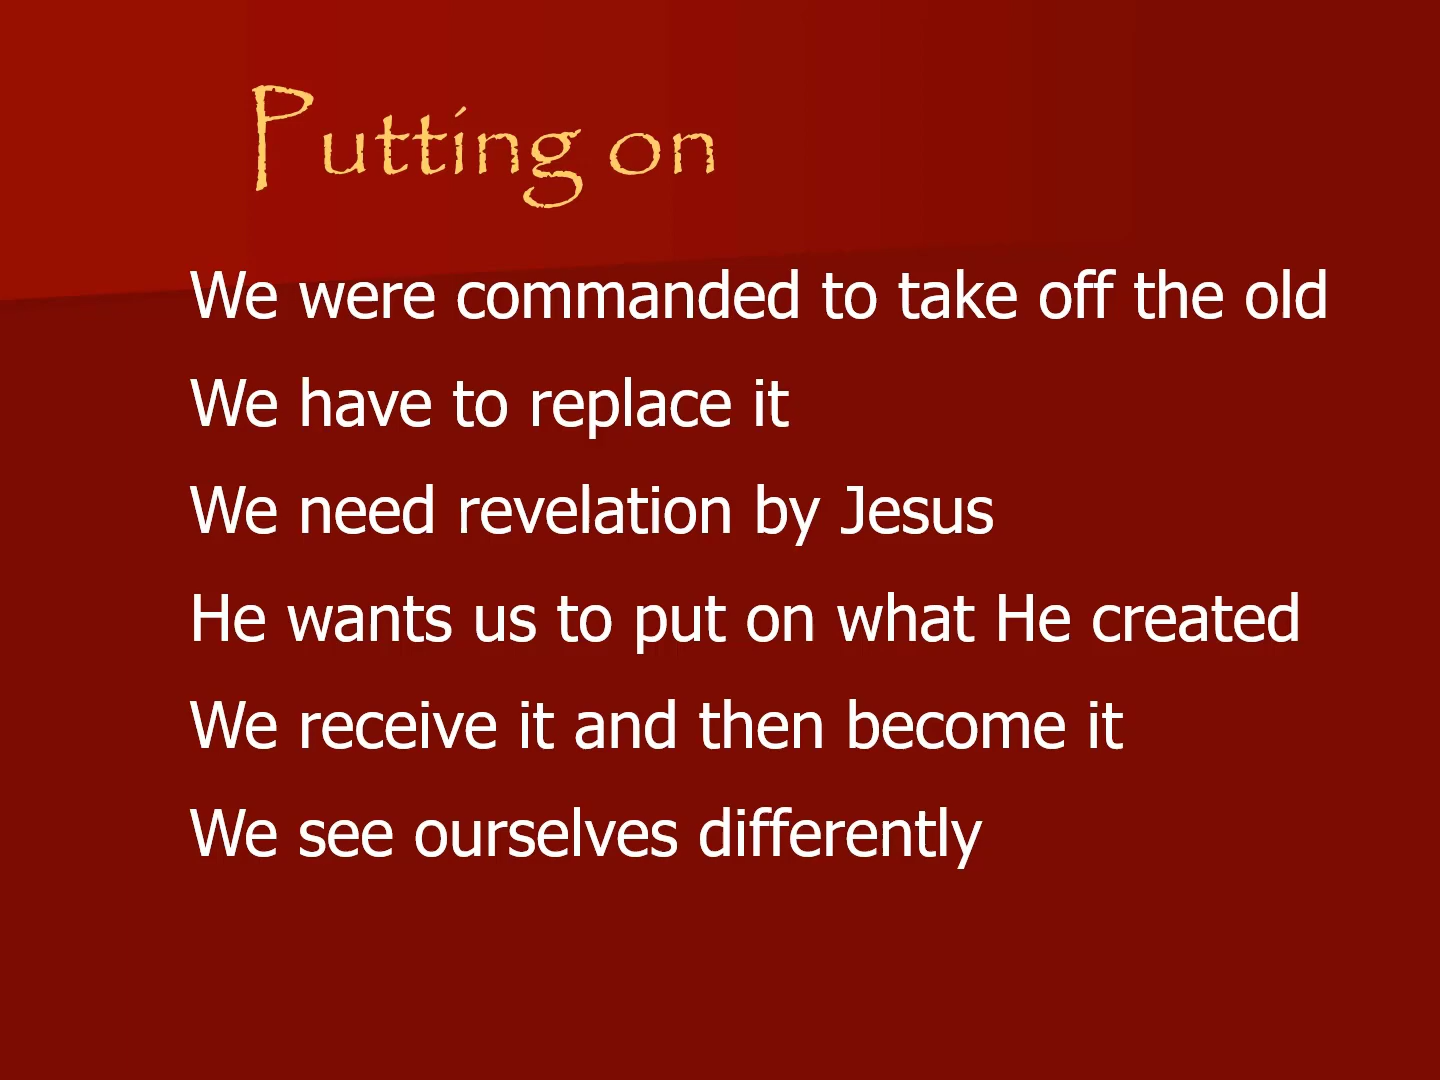 Putting on
We were commanded to take off the old
We have to replace it
We need revelation by Jesus
He wants us to put on what He created
We receive it and then become it
We see ourselves differently